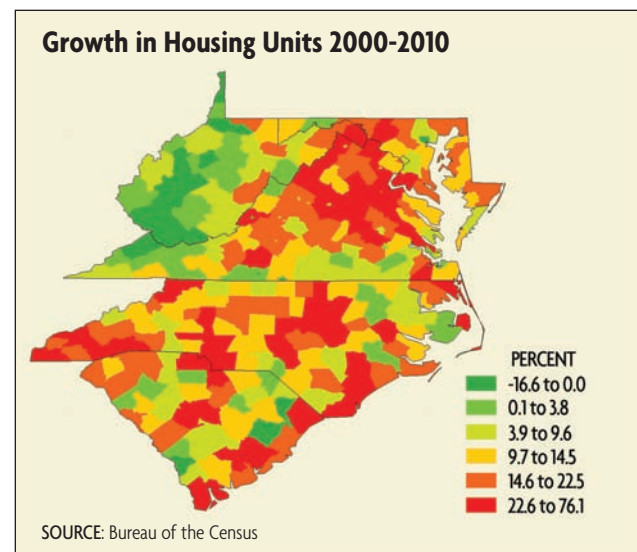 Growth in Housing Units 2000-2010
PERCENT
-16.6 to 0.0
0.1 to 3.8
3.9 to 9.6
9.7 to 14.5
14.6 to 22.5
22.6 to 76.1
SOURCE: Bureau of the Census